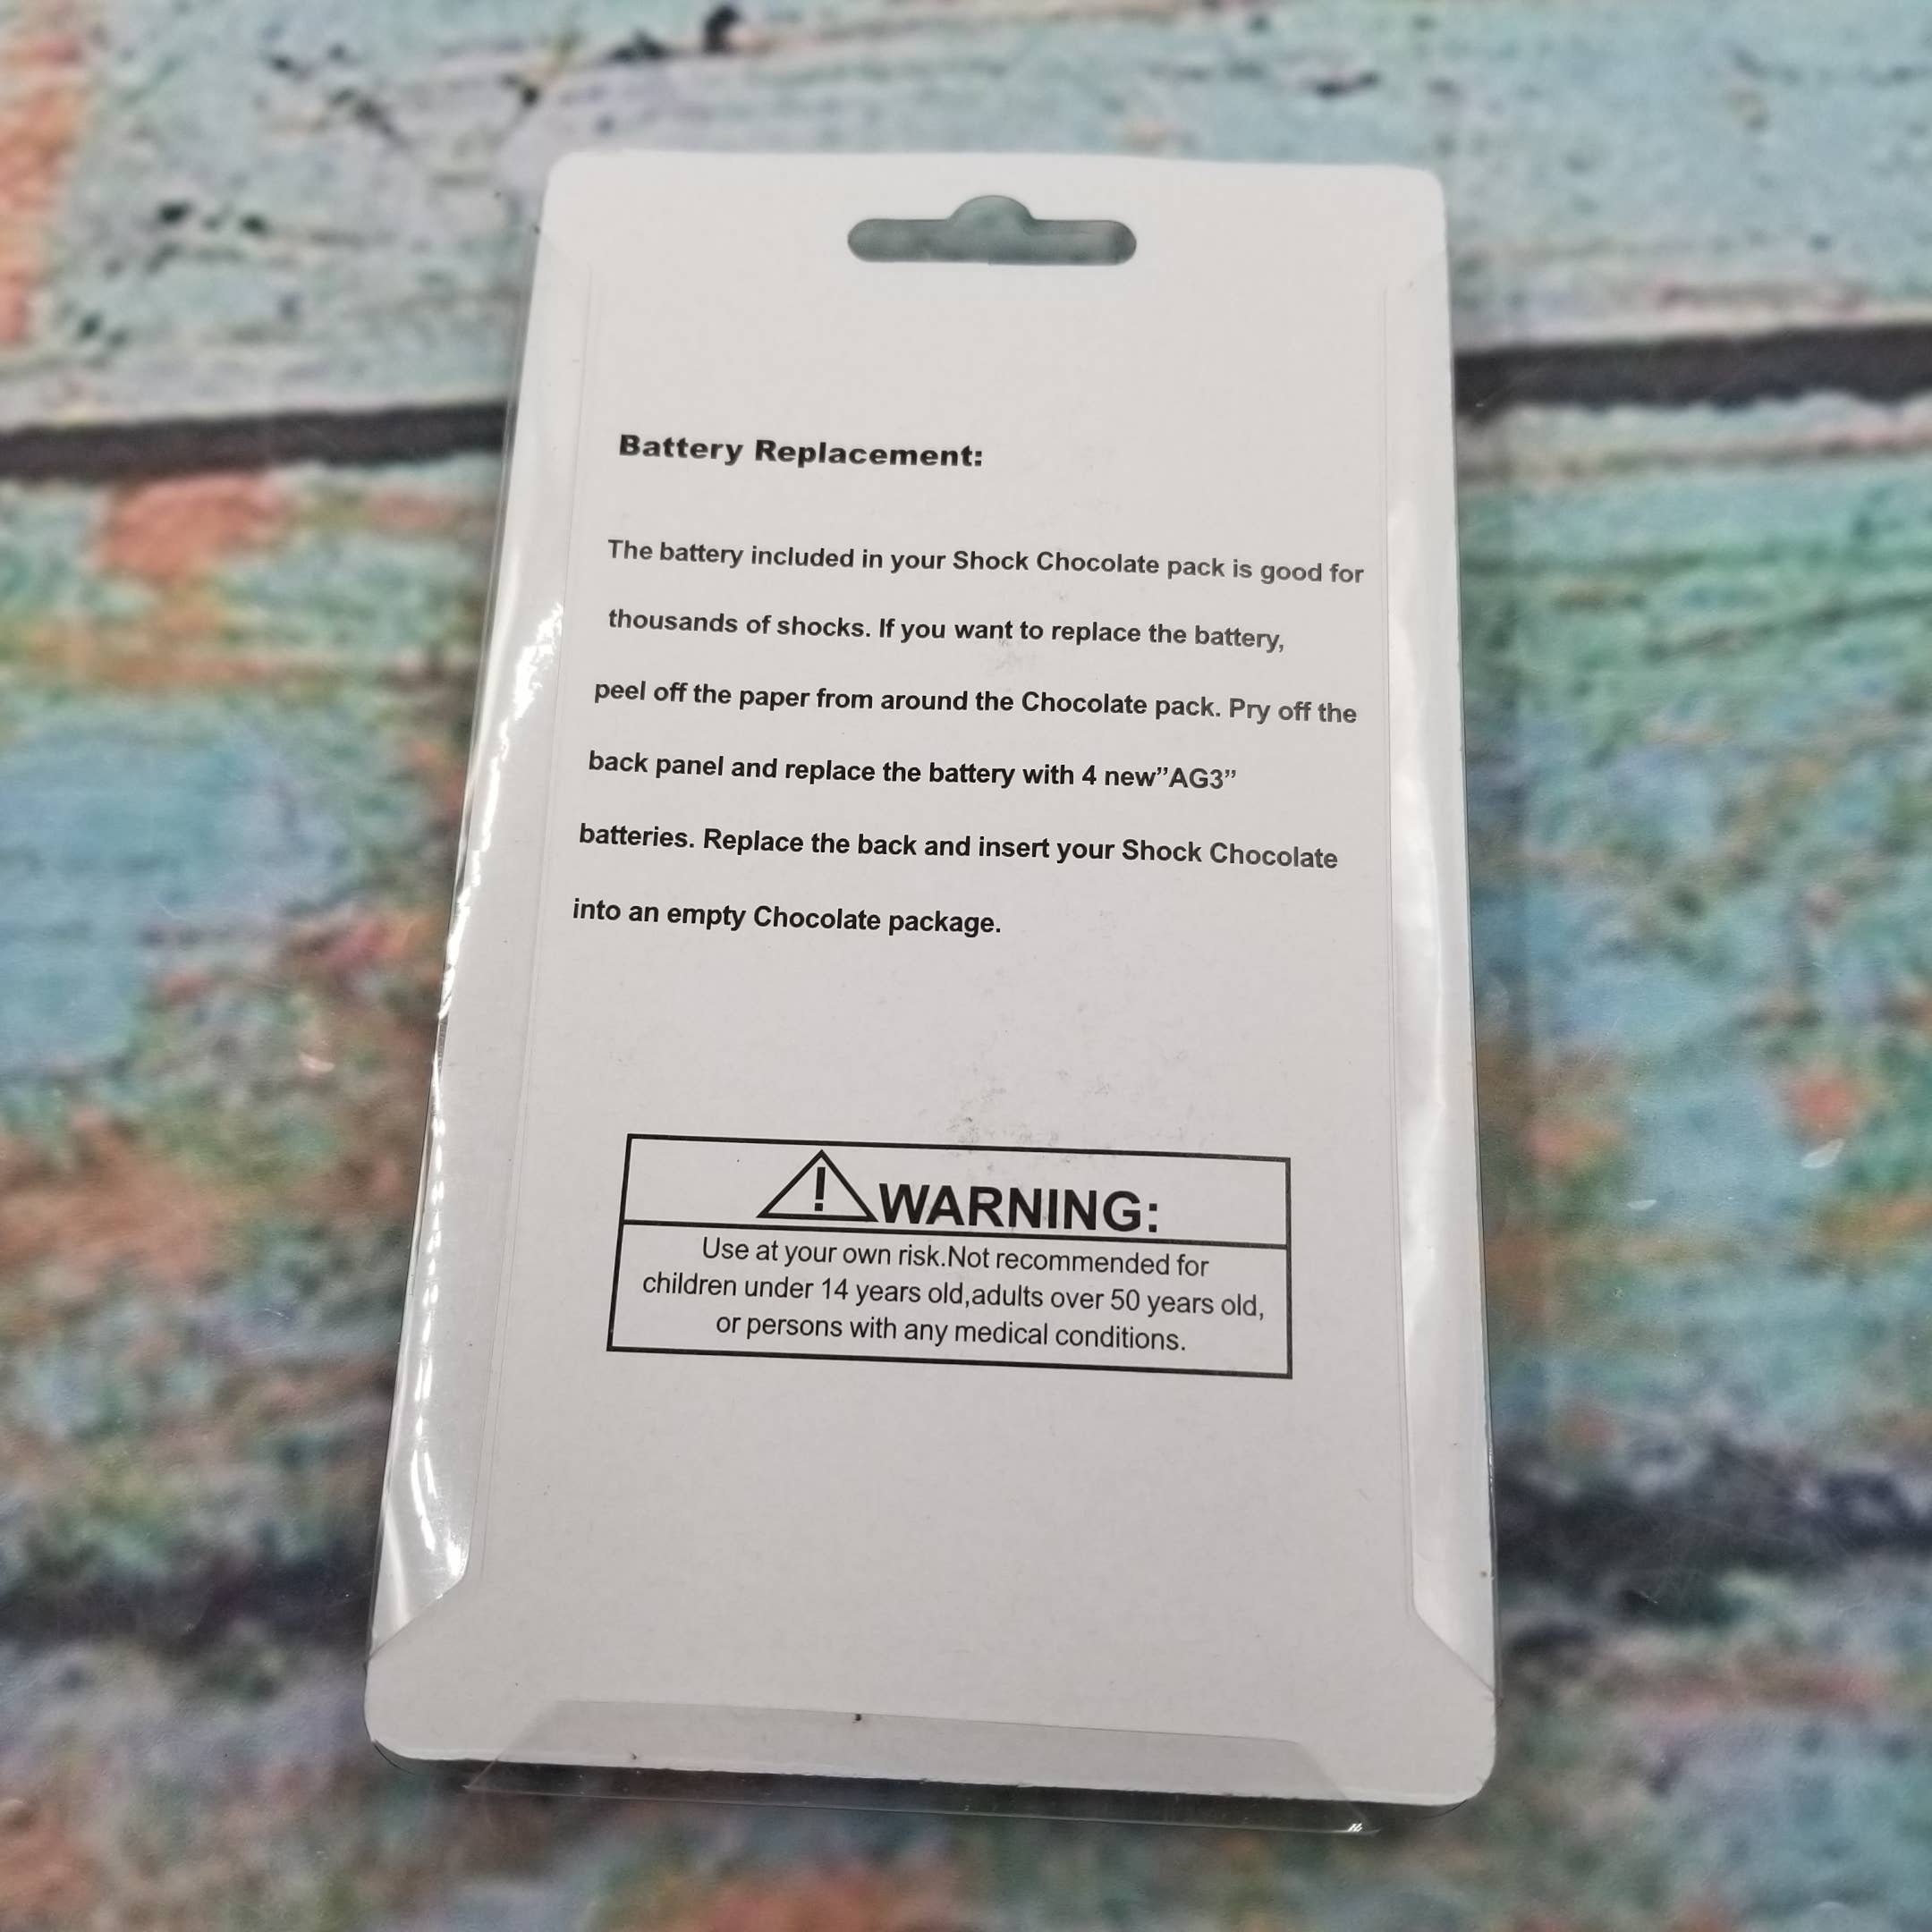 Battery Replacement:
The battery included in your Shock Chocolate pack is good for
thousands of shocks. If you want to replace the battery,
peel off the paper from around the Chocolate pack. Pry off the
back panel and replace the battery with 4 new”AG3”
batteries. Replace the back and insert your Shock Chocolate
into an empty Chocolate package.
WARNING:
Use at your own risk.Not recommended for
children under 14 years old,adults over 50 years old,
or persons with any medical conditions.